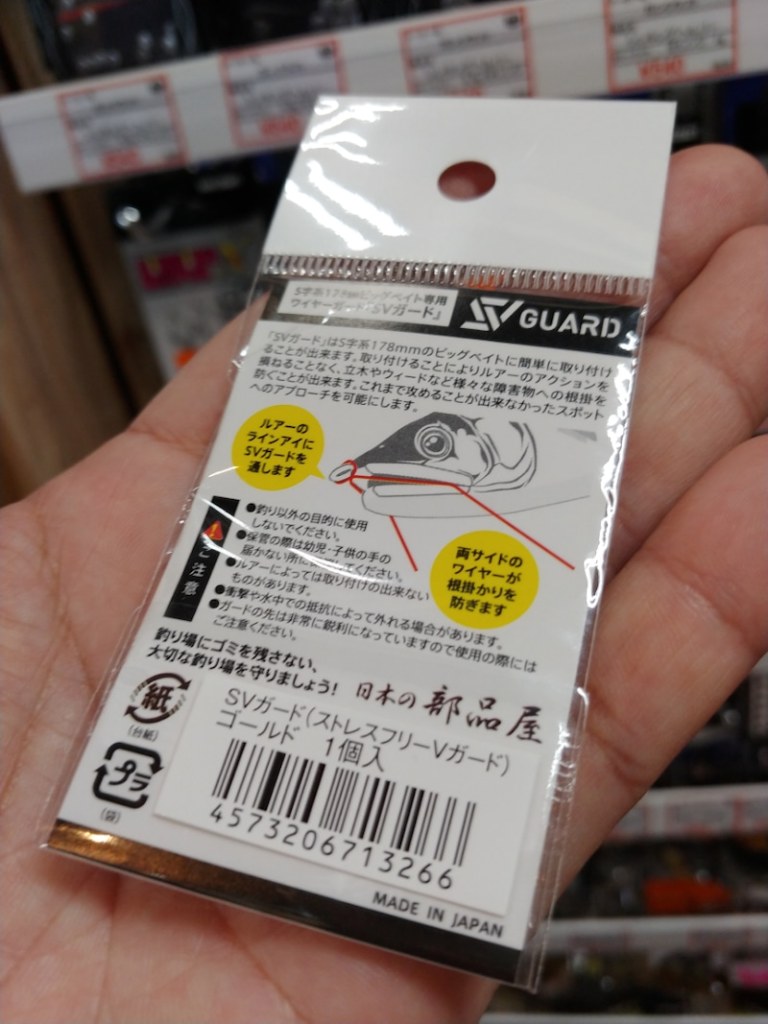 S字系178mmビッグベイト専用
ワイヤーガード「SVガード」
SV GUARD
「SVガード」はS字系178mmのビッグベイトに簡単に取り付け
ることが出来ます。取り付けることによりルアーのアクションを
損ねることなく、立木やウィードなど様々な障害物への根掛を
防ぐことが出来ます。これまで攻めることが出来なかったスポット
へのアプローチを可能にします。
ルアーの
ラインアイに
SVガードを
通します
両サイドの
ワイヤーが
根掛かりを
防ぎます
ご注意
●釣り以外の目的に使用
しないでください。
●保管の際は幼児・子供の手の
届かない所に してください。
●ルアーによっては取り付けの出来ない
ものがあります。
●衝撃や水中での抵抗によって外れる場合があります。
●ガードの先は非常に鋭利になっていますので使用の際には
ご注意ください。
釣り場にゴミを残さない、
大切な釣り場を守りましょう!
日本の部品屋
紙
(台紙)
プラ
(袋)
SVガード(ストレスフリーVガード)
ゴールド 1個入
4573206713266
MADE IN JAPAN